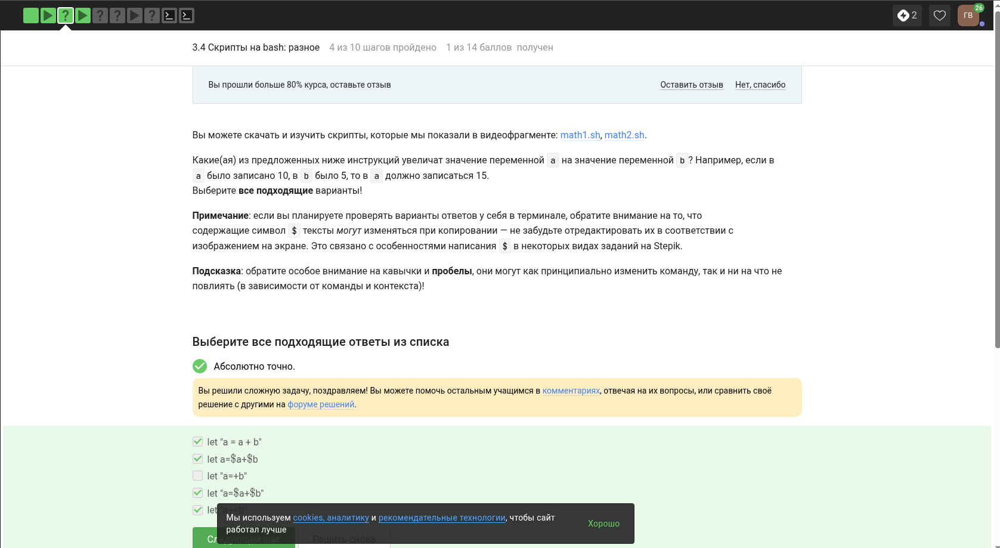 2
ГВ
26
3.4 Скрипты на bash: разное 4 из 10 шагов пройдено 1 из 14 баллов получен
Вы прошли больше 80% курса, оставьте отзыв Оставить отзыв Нет, спасибо
Вы можете скачать и изучить скрипты, которые мы показали в видеофрагменте: math1.sh, math2.sh.
Какие(ая) из предложенных ниже инструкций увеличат значение переменной a на значение переменной b? Например, если в
a было записано 10, в b было 5, то в a должно записаться 15.
Выберите все подходящие варианты!
Примечание: если вы планируете проверять варианты ответов у себя в терминале, обратите внимание на то, что
содержащие символ $ тексты могут изменяться при копировании — не забудьте отредактировать их в соответствии с
изображением на экране. Это связано с особенностями написания $ в некоторых видах заданий на Stepik.
Подсказка: обратите особое внимание на кавычки и пробелы, они могут как принципиально изменить команду, так и ни на что не
повлиять (в зависимости от команды и контекста)!
Выберите все подходящие ответы из списка
Абсолютно точно.
Вы решили сложную задачу, поздравляем! Вы можете помочь остальным учащимся в комментариях, отвечая на их вопросы, или сравнить своё
решение с другими на форуме решений.
let "a = a + b"
let a=$a+$b
let "a=+b"
let "a=$a+$b"
let "a+=b"
Мы используем cookies, аналитику и рекомендательные технологии, чтобы сайт
работал лучше
Хорошо
Следующий шаг Решить снова